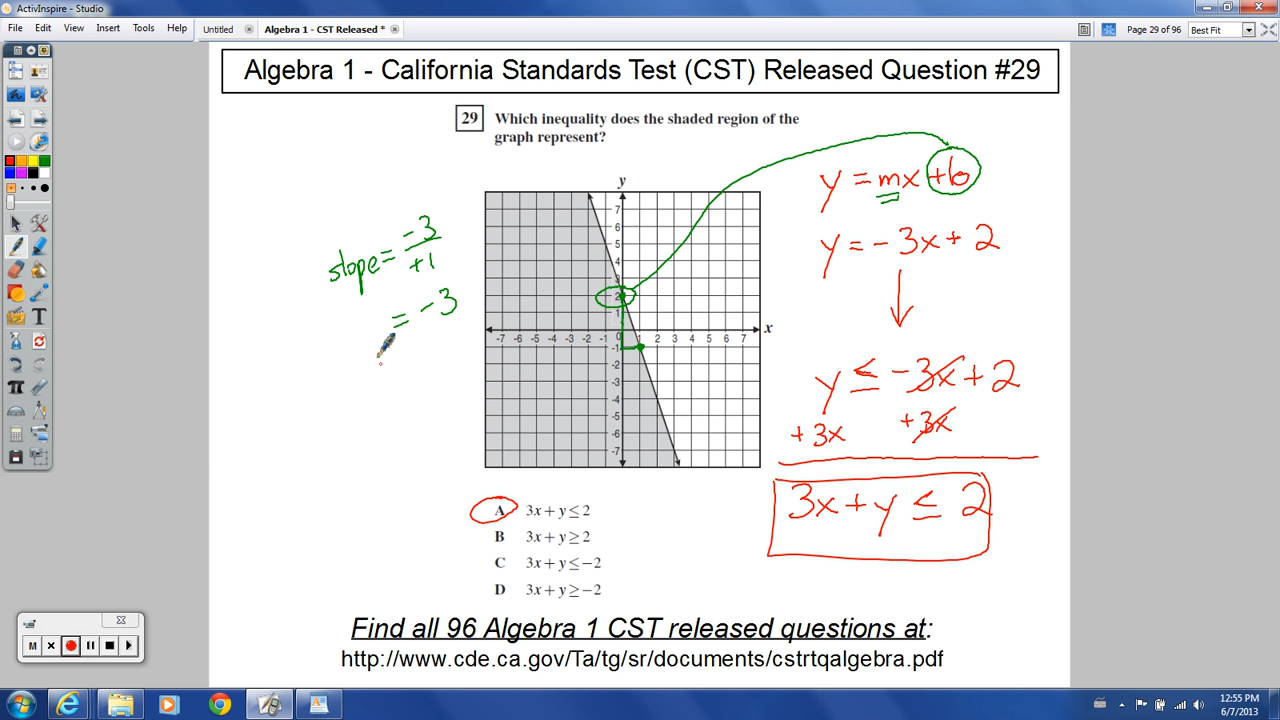 ActivInspire - Studio
File Edit View Insert Tools Help
Untitled
Algebra 1 - CST Released *
Page 29 of 96
Best Fit
Algebra 1 - California Standards Test (CST) Released Question #29
29 Which inequality does the shaded region of the
graph represent?
y
7
6
5
4
3
2
1
-7 -6 -5 -4 -3 -2 -1 0 1 2 3 4 5 6 7
x
-1
-2
-3
-4
-5
-6
-7
slope = -3/+1
= -3
y = mx + b
y = -3x + 2
y ≤ -3x + 2
+3x +3x
3x + y ≤ 2
A 3x + y ≤ 2
B 3x + y ≥ 2
C 3x + y ≤ −2
D 3x + y ≥ −2
Find all 96 Algebra 1 CST released questions at:
http://www.cde.ca.gov/Ta/tg/sr/documents/cstrtqalgebra.pdf
M
12:55 PM
6/7/2013